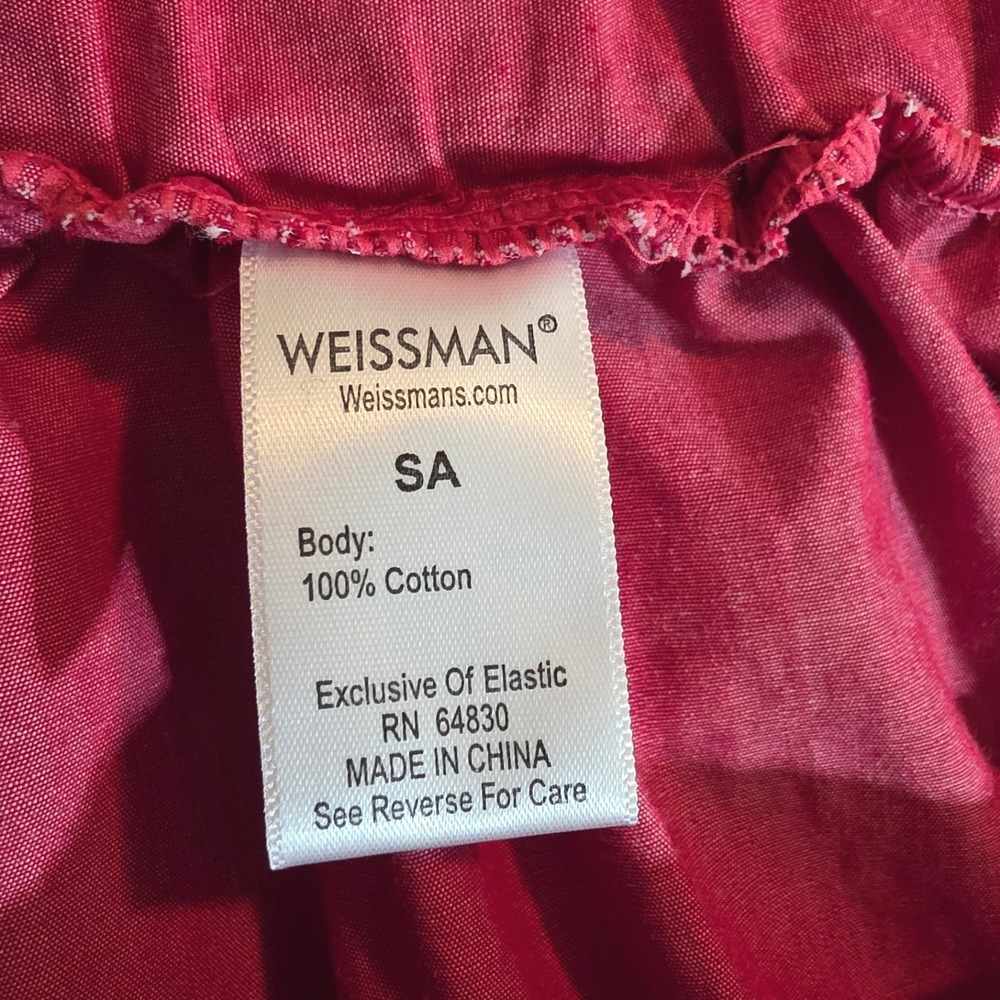 WEISSMAN®
Weissmans.com
SA
Body:
100% Cotton
Exclusive Of Elastic
RN 64830
MADE IN CHINA
See Reverse For Care